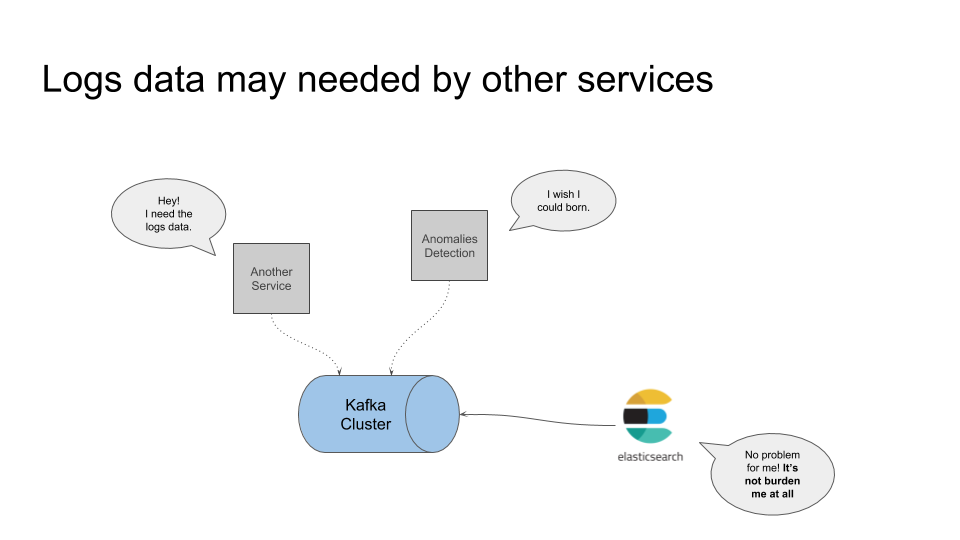 Logs data may needed by other services
Hey!
I need the
logs data.
I wish I
could born.
Another
Service
Anomalies
Detection
Kafka
Cluster
elasticsearch
No problem
for me! It's
not burden
me at all